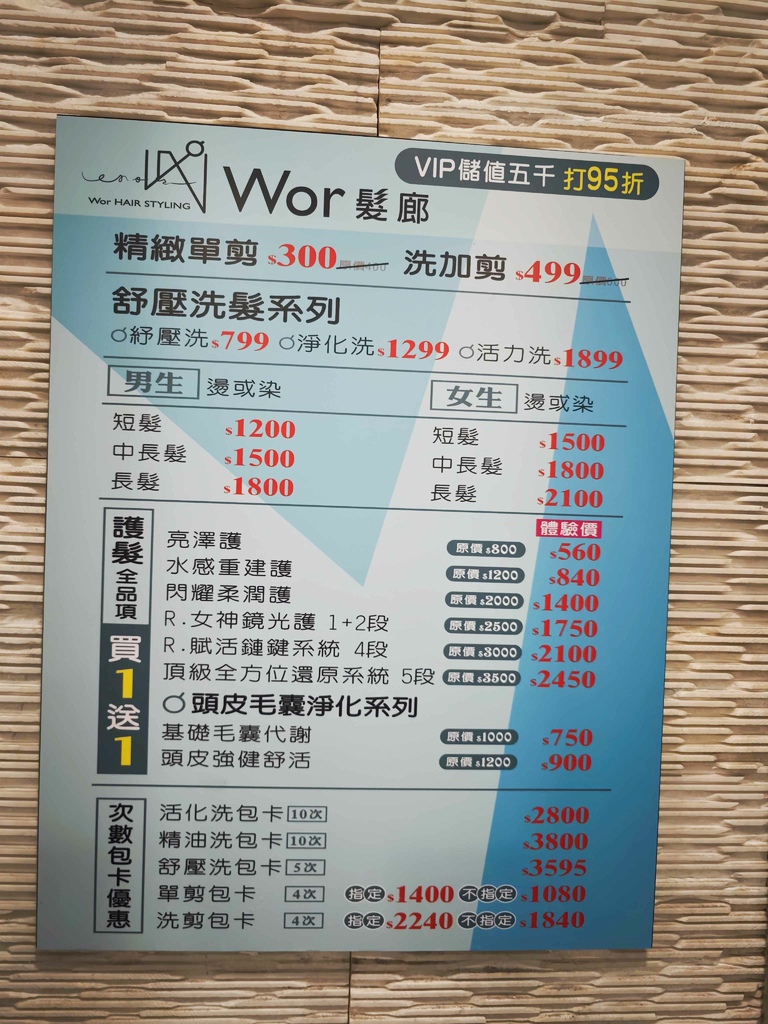 VIP儲值五千 打95折
Wor HAIR STYLING
Wor 髮廊
精緻單剪 $300 原價400 洗加剪 $499
舒壓洗髮系列
紓壓洗$799 淨化洗$1299 活力洗$1899
男生 燙或染
短髮 $1200
中長髮 $1500
長髮 $1800
女生 燙或染
短髮 $1500
中長髮 $1800
長髮 $2100
護髮全品項 買1送1
體驗價
亮澤護 原價$800 $560
水感重建護 原價$1200 $840
閃耀柔潤護 原價$2000 $1400
R.女神鏡光護 1+2段 原價$2500 $1750
R.賦活鏈鍵系統 4段 原價$3000 $2100
頂級全方位還原系統 5段 原價$3500 $2450
頭皮毛囊淨化系列
基礎毛囊代謝 原價$1000 $750
頭皮強健舒活 原價$1200 $900
次數包卡優惠
活化洗包卡 10次 $2800
精油洗包卡 10次 $3800
舒壓洗包卡 5次 $3595
單剪包卡 4次 指定$1400 不指定$1080
洗剪包卡 4次 指定$2240 不指定$1840